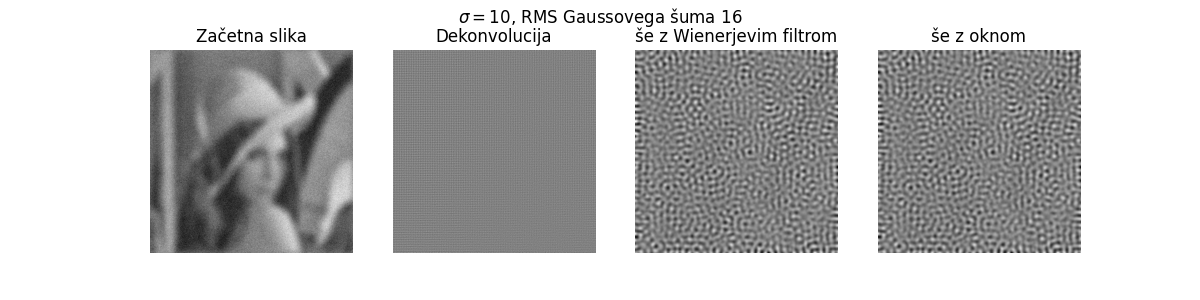 σ = 10, RMS Gaussovega šuma 16
Začetna slika
Dekonvolucija
še z Wienerjevim filtrom
še z oknom